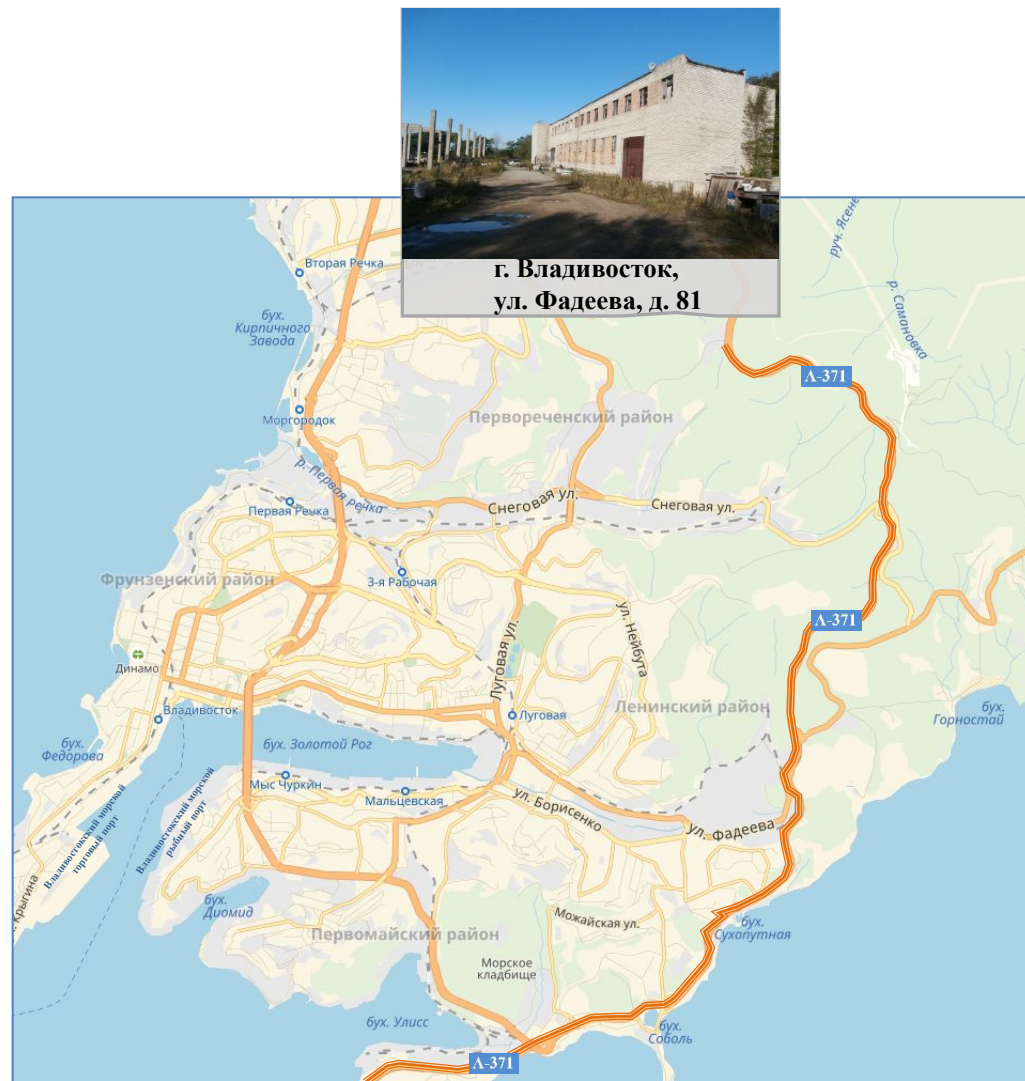 г. Владивосток,
ул. Фадеева, д. 81
руч. Ясене
р. Самановка
Вторая Речка
бух.
Кирпичного
Завода
Λ-371
Моргородок
Первореченский район
р. Первая речка
Снеговая ул.
Снеговая ул.
Первая Речка
3-я Рабочая
Фрунзенский район
ул. Нейбута
Λ-371
Луговая ул.
Динамо
Ленинский район
бух.
Горностай
Владивосток
Луговая
бух.
Федорова
бух. Золотой Рог
Мыс Чуркин
Мальцевская
ул. Борисенко
ул. Фадеева
Владивостокский морской
торговый порт
Владивостокский морской
рыбный порт
. Крыгина
бух.
Диомид
Можайская ул.
бух.
Сухопутная
Первомайский район
Морское
кладбище
бух. Улисс
бух.
Соболь
Λ-371